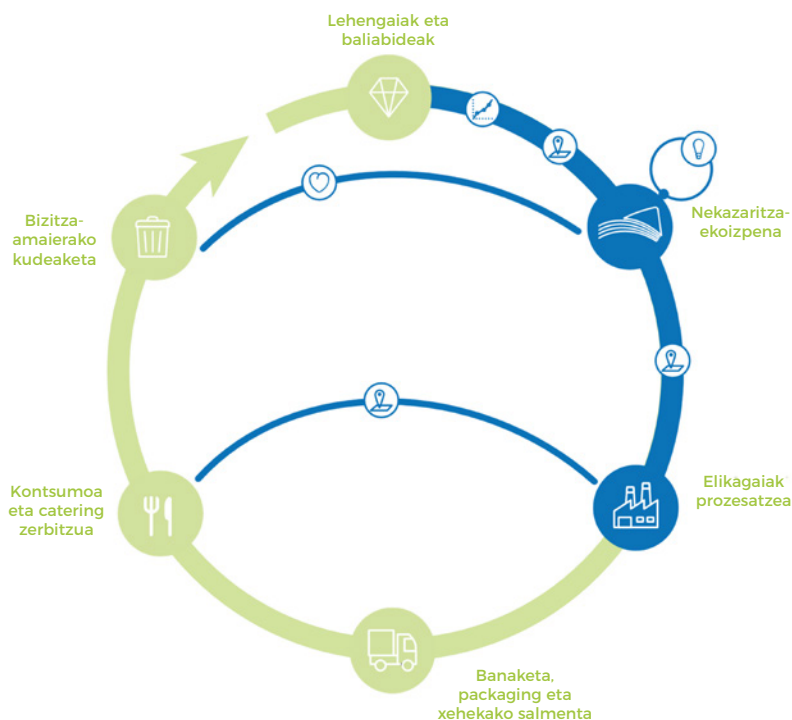 Lehengaiak eta
baliabideak
Nekazaritza-
ekoizpena
Elikagaiak
prozesatzea
Banaketa,
packaging eta
xehekako salmenta
Kontsumoa
eta catering
zerbitzua
Bizitza-
amaierako
kudeaketa